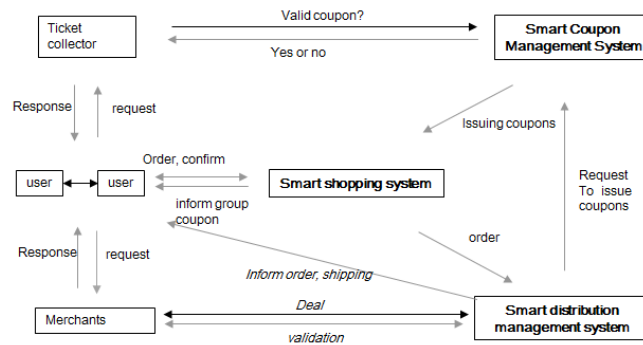 Valid coupon?
Ticket
collector
Smart Coupon
Management System
Yes or no
Response
request
Issuing coupons
Order, confirm
Request
To issue
coupons
user
user
Smart shopping system
inform group
coupon
order
Response
request
Inform order, shipping
Deal
Merchants
Smart distribution
management system
validation